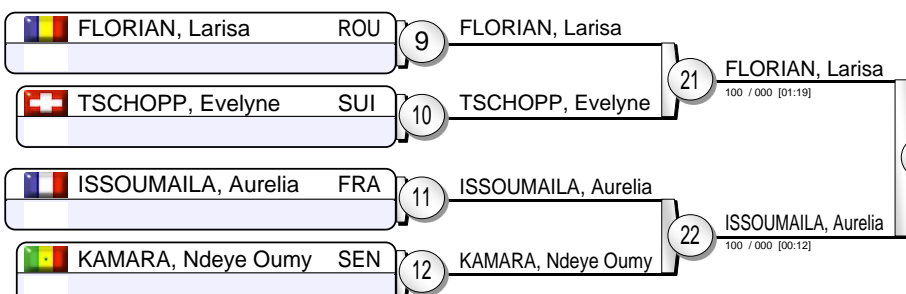 FLORIAN, Larisa ROU
9
FLORIAN, Larisa
21
FLORIAN, Larisa
100 / 000 [01:19]
TSCHOPP, Evelyne SUI
10
TSCHOPP, Evelyne
ISSOUMAILA, Aurelia FRA
11
ISSOUMAILA, Aurelia
22
ISSOUMAILA, Aurelia
100 / 000 [00:12]
KAMARA, Ndeye Oumy SEN
12
KAMARA, Ndeye Oumy